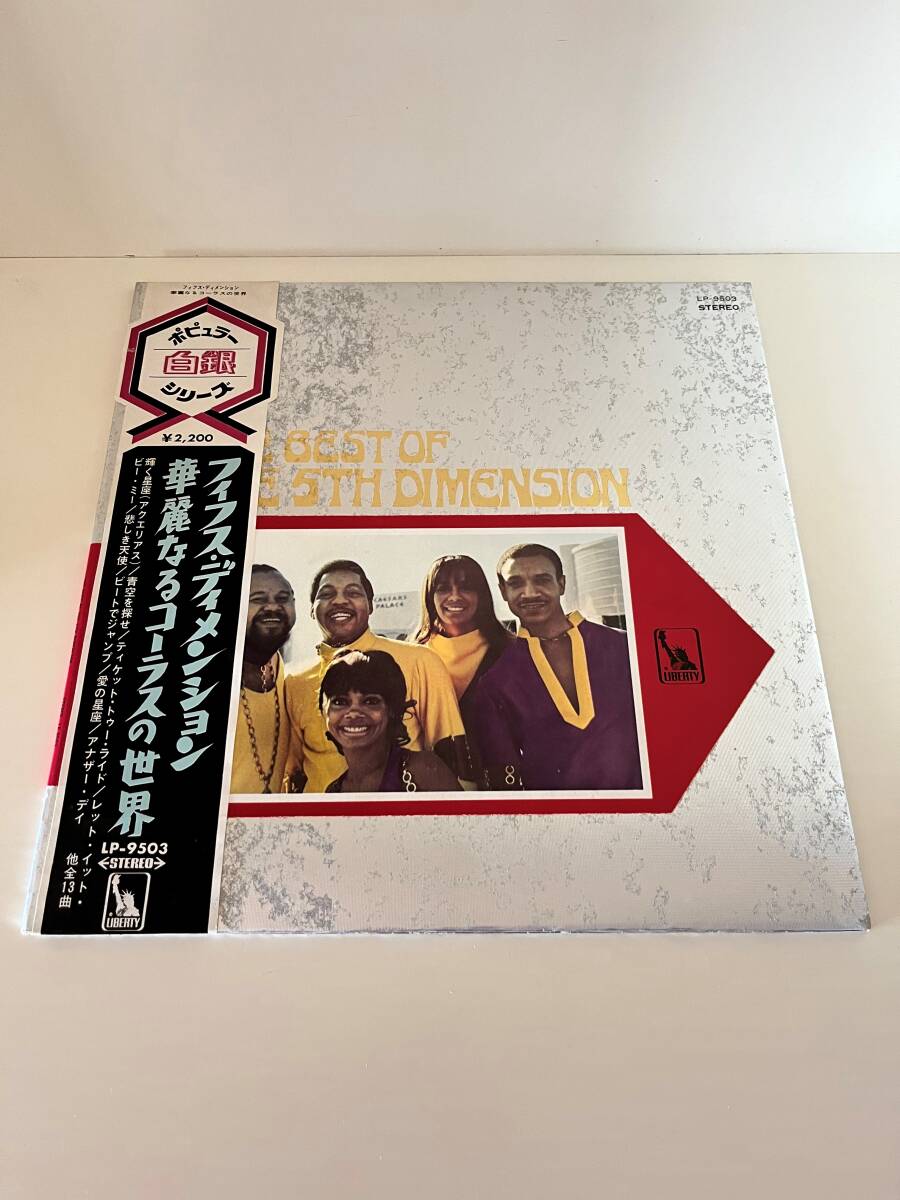 フィフス・ディメンション
華麗なるコーラスの世界
ポピュラー
白銀
シリーズ
¥2,200
フィフス・ディメンション
華麗なるコーラスの世界
輝く星座(アクエリアス)/青空を探せ/ティケット・トゥー・ライド/レット・イット・
ビー・ミー/悲しき天使/ビートでジャンプ/愛の星座/アナザー・デイ
他全13曲
LP-9503
STEREO
LIBERTY
LP-9503
STEREO
BEST OF
5TH DIMENSION
CAESARS
PALACE
LIBERTY